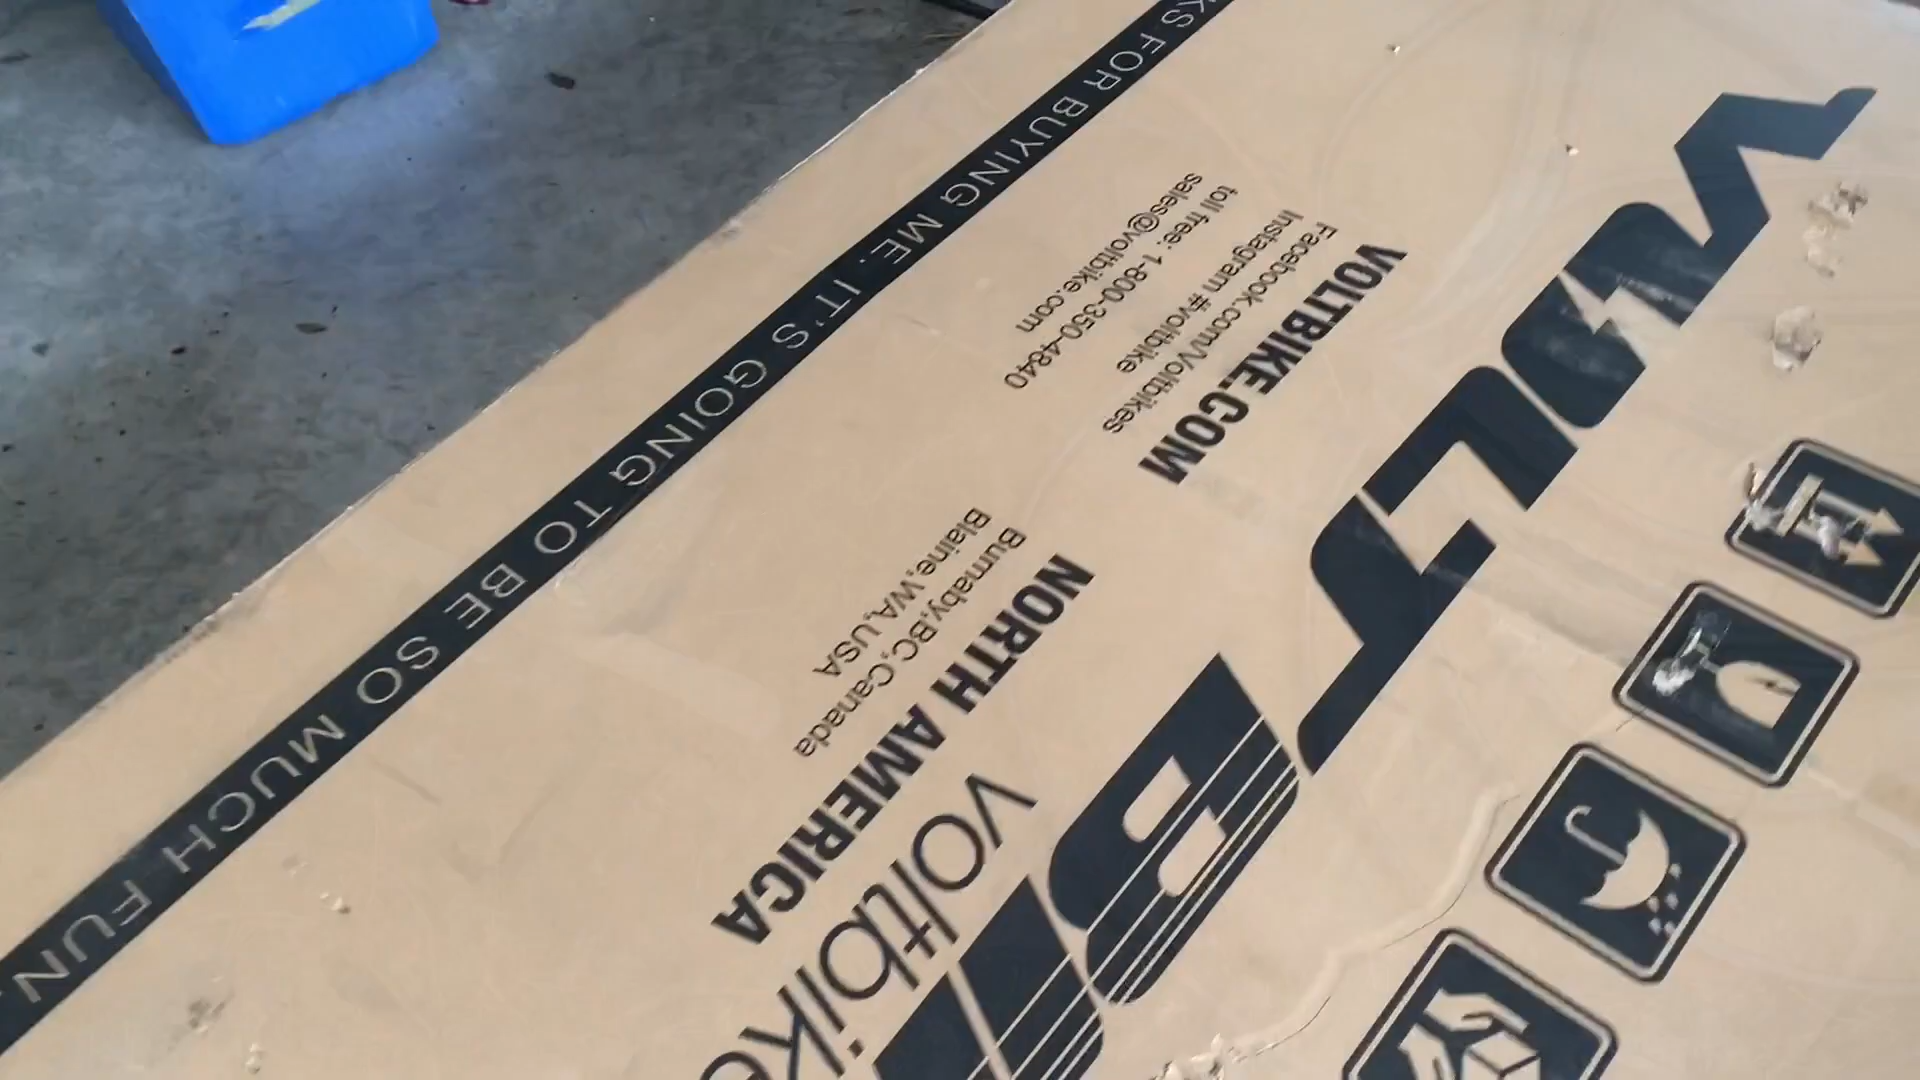 KS FOR BUYING ME. IT'S GOING TO BE SO MUCH FUN
VOLTBIKE.COM
Facebook.com/Voltbikes
Instagram #voltbike
toll free: 1-800-350-4840
sales@voltbike.com
NORTH AMERICA
Burnaby,BC,Canada
Blaine,WA,USA
voltbike
VOLT BI